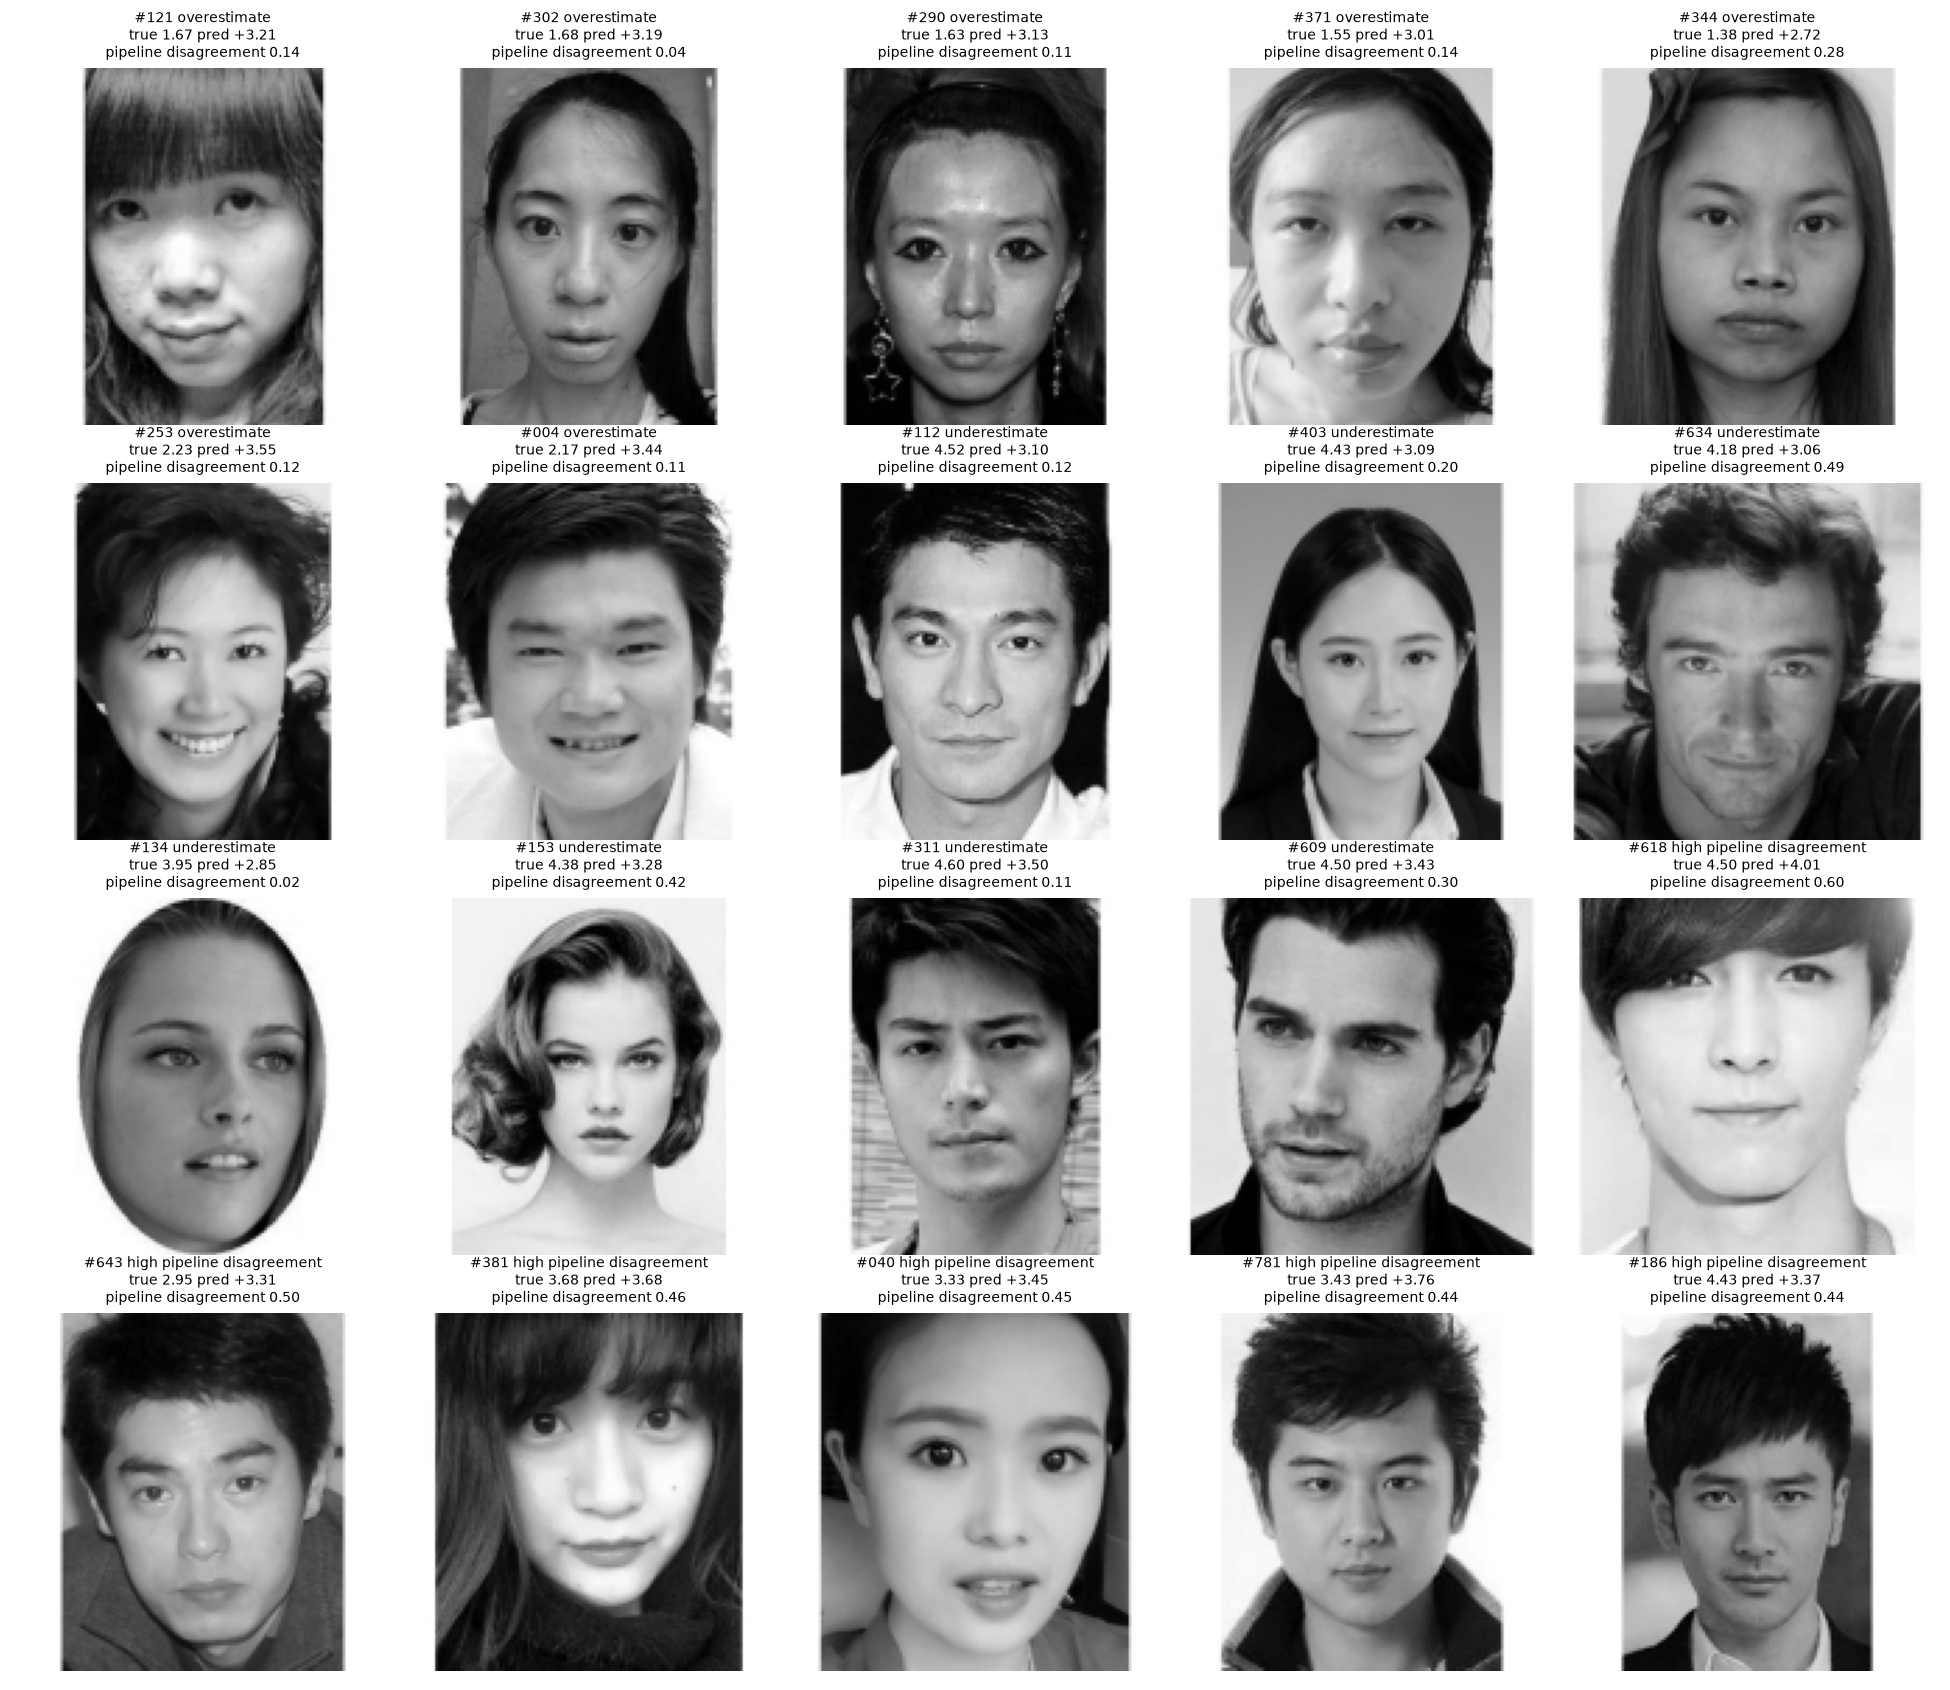 #121 overestimate
true 1.67 pred +3.21
pipeline disagreement 0.14
#302 overestimate
true 1.68 pred +3.19
pipeline disagreement 0.04
#290 overestimate
true 1.63 pred +3.13
pipeline disagreement 0.11
#371 overestimate
true 1.55 pred +3.01
pipeline disagreement 0.14
#344 overestimate
true 1.38 pred +2.72
pipeline disagreement 0.28
#253 overestimate
true 2.23 pred +3.55
pipeline disagreement 0.12
#004 overestimate
true 2.17 pred +3.44
pipeline disagreement 0.11
#112 underestimate
true 4.52 pred +3.10
pipeline disagreement 0.12
#403 underestimate
true 4.43 pred +3.09
pipeline disagreement 0.20
#634 underestimate
true 4.18 pred +3.06
pipeline disagreement 0.49
#134 underestimate
true 3.95 pred +2.85
pipeline disagreement 0.02
#153 underestimate
true 4.38 pred +3.28
pipeline disagreement 0.42
#311 underestimate
true 4.60 pred +3.50
pipeline disagreement 0.11
#609 underestimate
true 4.50 pred +3.43
pipeline disagreement 0.30
#618 high pipeline disagreement
true 4.50 pred +4.01
pipeline disagreement 0.60
#643 high pipeline disagreement
true 2.95 pred +3.31
pipeline disagreement 0.50
#381 high pipeline disagreement
true 3.68 pred +3.68
pipeline disagreement 0.46
#040 high pipeline disagreement
true 3.33 pred +3.45
pipeline disagreement 0.45
#781 high pipeline disagreement
true 3.43 pred +3.76
pipeline disagreement 0.44
#186 high pipeline disagreement
true 4.43 pred +3.37
pipeline disagreement 0.44